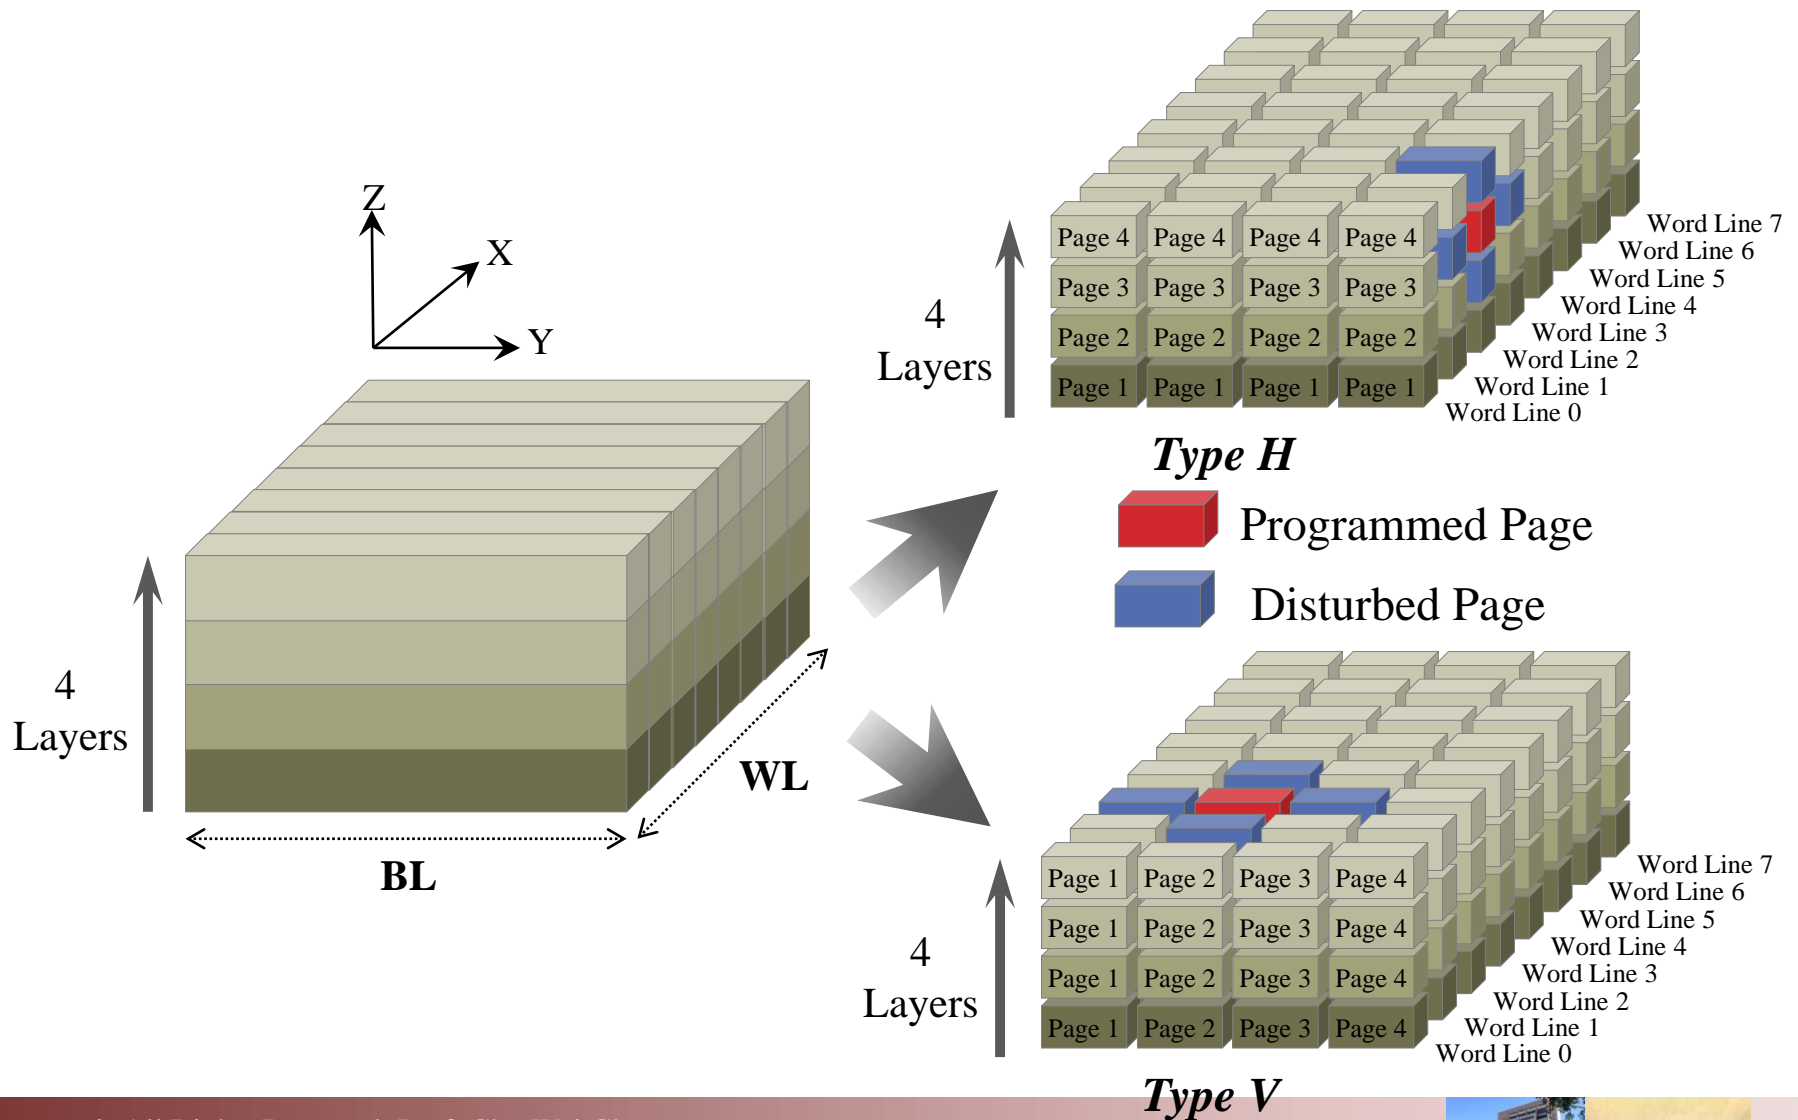 Z
X
Y
4
Layers
BL
WL
4
Layers
Page 4 Page 4 Page 4 Page 4
Page 3 Page 3 Page 3 Page 3
Page 2 Page 2 Page 2 Page 2
Page 1 Page 1 Page 1 Page 1
Word Line 7
Word Line 6
Word Line 5
Word Line 4
Word Line 3
Word Line 2
Word Line 1
Word Line 0
Type H
Programmed Page
Disturbed Page
4
Layers
Page 1 Page 2 Page 3 Page 4
Page 1 Page 2 Page 3 Page 4
Page 1 Page 2 Page 3 Page 4
Page 1 Page 2 Page 3 Page 4
Word Line 7
Word Line 6
Word Line 5
Word Line 4
Word Line 3
Word Line 2
Word Line 1
Word Line 0
Type V